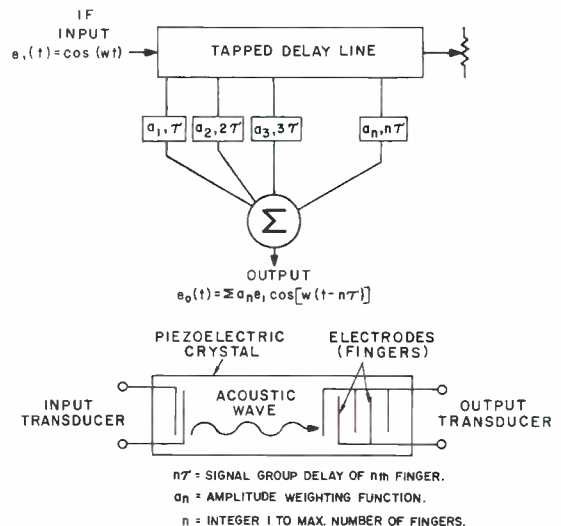 IF
INPUT
e₁(t)=cos (wt)
TAPPED DELAY LINE
a₁,τ
a₂,2τ
a₃,3τ
aₙ,nτ
Σ
OUTPUT
e₀(t)=Σaₙe₁cos[w(t-nτ)]
PIEZOELECTRIC
CRYSTAL
ELECTRODES
(FINGERS)
INPUT
TRANSDUCER
ACOUSTIC
WAVE
OUTPUT
TRANSDUCER
nτ = SIGNAL GROUP DELAY OF nth FINGER.
aₙ = AMPLITUDE WEIGHTING FUNCTION.
n = INTEGER 1 TO MAX. NUMBER OF FINGERS.